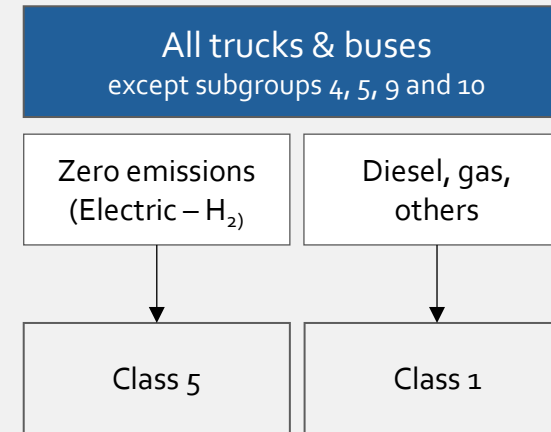 All trucks & buses
except subgroups 4, 5, 9 and 10
Zero emissions
(Electric – H₂)
Diesel, gas,
others
Class 5
Class 1